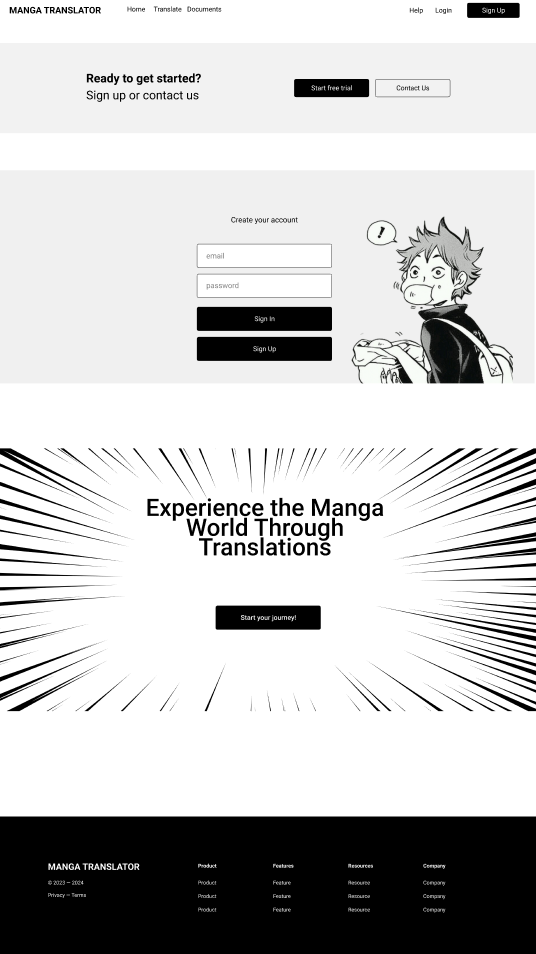 MANGA TRANSLATOR Home Translate Documents Help Login Sign Up
Ready to get started?
Sign up or contact us
Start free trial Contact Us
Create your account
!
email
password
Sign In
Sign Up
Experience the Manga
World Through
Translations
Start your journey!
MANGA TRANSLATOR Product Features Resources Company
© 2023 — 2024 Product Feature Resource Company
Privacy — Terms Product Feature Resource Company
Product Feature Resource Company